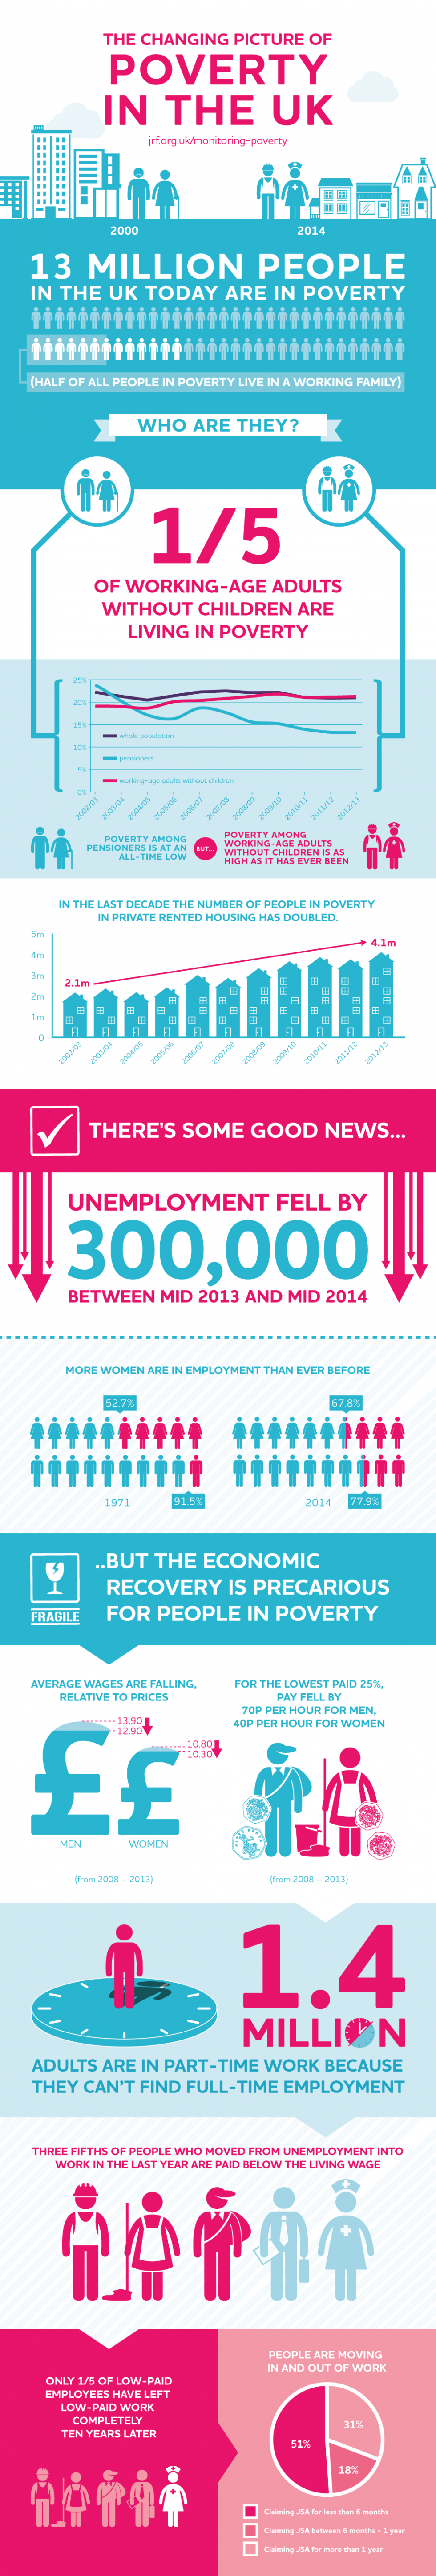 THE CHANGING PICTURE OF
POVERTY
IN THE UK
jrf.org.uk/monitoring-poverty
2000
2014
13 MILLION PEOPLE
IN THE UK TODAY ARE IN POVERTY
(HALF OF ALL PEOPLE IN POVERTY LIVE IN A WORKING FAMILY)
WHO ARE THEY?
1/5
OF WORKING-AGE ADULTS
WITHOUT CHILDREN ARE
LIVING IN POVERTY
25%
20%
15%
10%
5%
0%
whole population
pensioners
working-age adults without children
2002/03
2003/04
2004/05
2005/06
2006/07
2007/08
2008/09
2009/10
2010/11
2011/12
2012/13
POVERTY AMONG
PENSIONERS IS AT AN
ALL-TIME LOW
BUT...
POVERTY AMONG
WORKING-AGE ADULTS
WITHOUT CHILDREN IS AS
HIGH AS IT HAS EVER BEEN
IN THE LAST DECADE THE NUMBER OF PEOPLE IN POVERTY
IN PRIVATE RENTED HOUSING HAS DOUBLED.
5m
4m
3m
2m
1m
0
2.1m
4.1m
2002/03
2003/04
2004/05
2005/06
2006/07
2007/08
2008/09
2009/10
2010/11
2011/12
2012/13
THERE'S SOME GOOD NEWS...
UNEMPLOYMENT FELL BY
300,000
BETWEEN MID 2013 AND MID 2014
MORE WOMEN ARE IN EMPLOYMENT THAN EVER BEFORE
52.7%
67.8%
1971
91.5%
2014
77.9%
FRAGILE
..BUT THE ECONOMIC
RECOVERY IS PRECARIOUS
FOR PEOPLE IN POVERTY
AVERAGE WAGES ARE FALLING,
RELATIVE TO PRICES
13.90
12.90
10.80
10.30
£
£
MEN
WOMEN
(from 2008 – 2013)
FOR THE LOWEST PAID 25%,
PAY FELL BY
70P PER HOUR FOR MEN,
40P PER HOUR FOR WOMEN
(from 2008 – 2013)
1.4
MILLION
ADULTS ARE IN PART-TIME WORK BECAUSE
THEY CAN'T FIND FULL-TIME EMPLOYMENT
THREE FIFTHS OF PEOPLE WHO MOVED FROM UNEMPLOYMENT INTO
WORK IN THE LAST YEAR ARE PAID BELOW THE LIVING WAGE
ONLY 1/5 OF LOW-PAID
EMPLOYEES HAVE LEFT
LOW-PAID WORK
COMPLETELY
TEN YEARS LATER
PEOPLE ARE MOVING
IN AND OUT OF WORK
31%
51%
18%
Claiming JSA for less than 6 months
Claiming JSA between 6 months – 1 year
Claiming JSA for more than 1 year